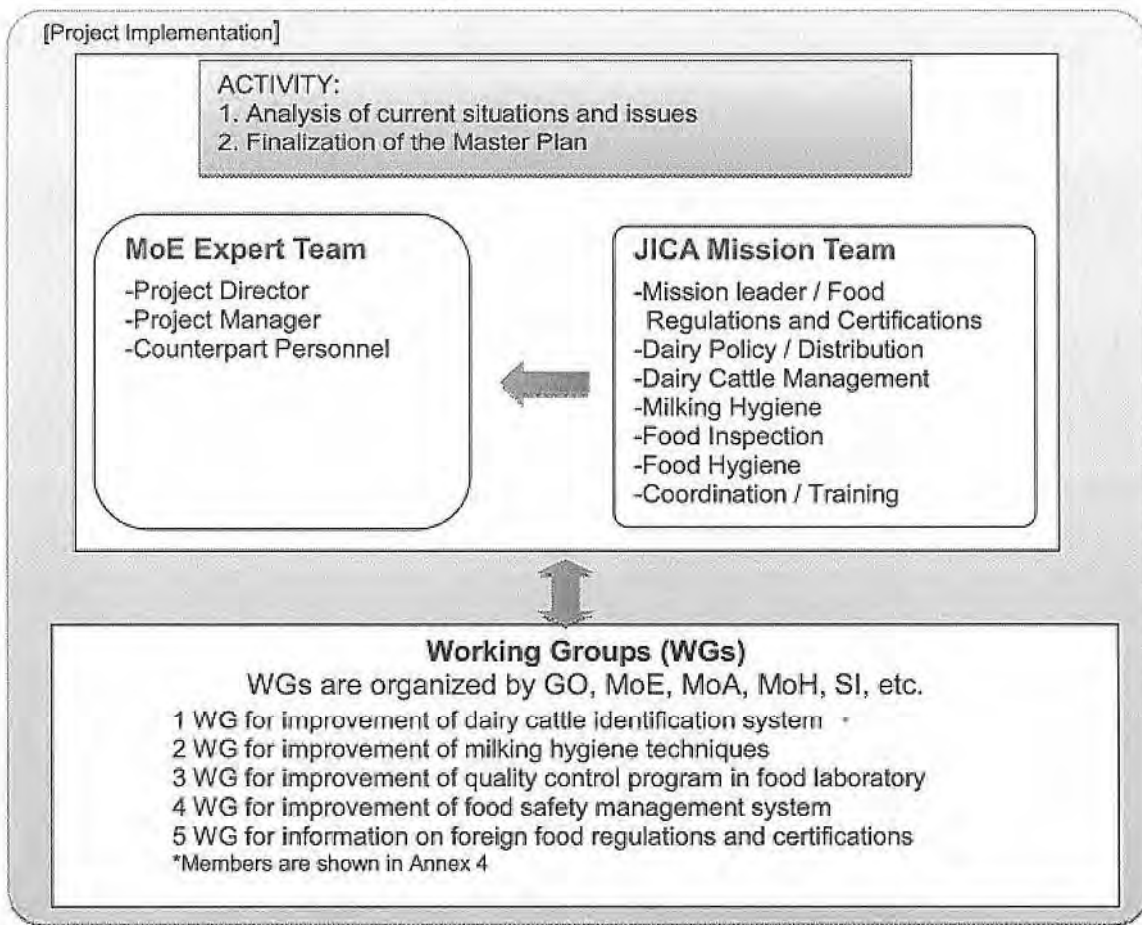 [Project Implementation]
ACTIVITY:
1. Analysis of current situations and issues
2. Finalization of the Master Plan
MoE Expert Team
-Project Director
-Project Manager
-Counterpart Personnel
JICA Mission Team
-Mission leader / Food
Regulations and Certifications
-Dairy Policy / Distribution
-Dairy Cattle Management
-Milking Hygiene
-Food Inspection
-Food Hygiene
-Coordination / Training
Working Groups (WGs)
WGs are organized by GO, MoE, MoA, MoH, SI, etc.
1 WG for improvement of dairy cattle identification system
2 WG for improvement of milking hygiene techniques
3 WG for improvement of quality control program in food laboratory
4 WG for improvement of food safety management system
5 WG for information on foreign food regulations and certifications
*Members are shown in Annex 4